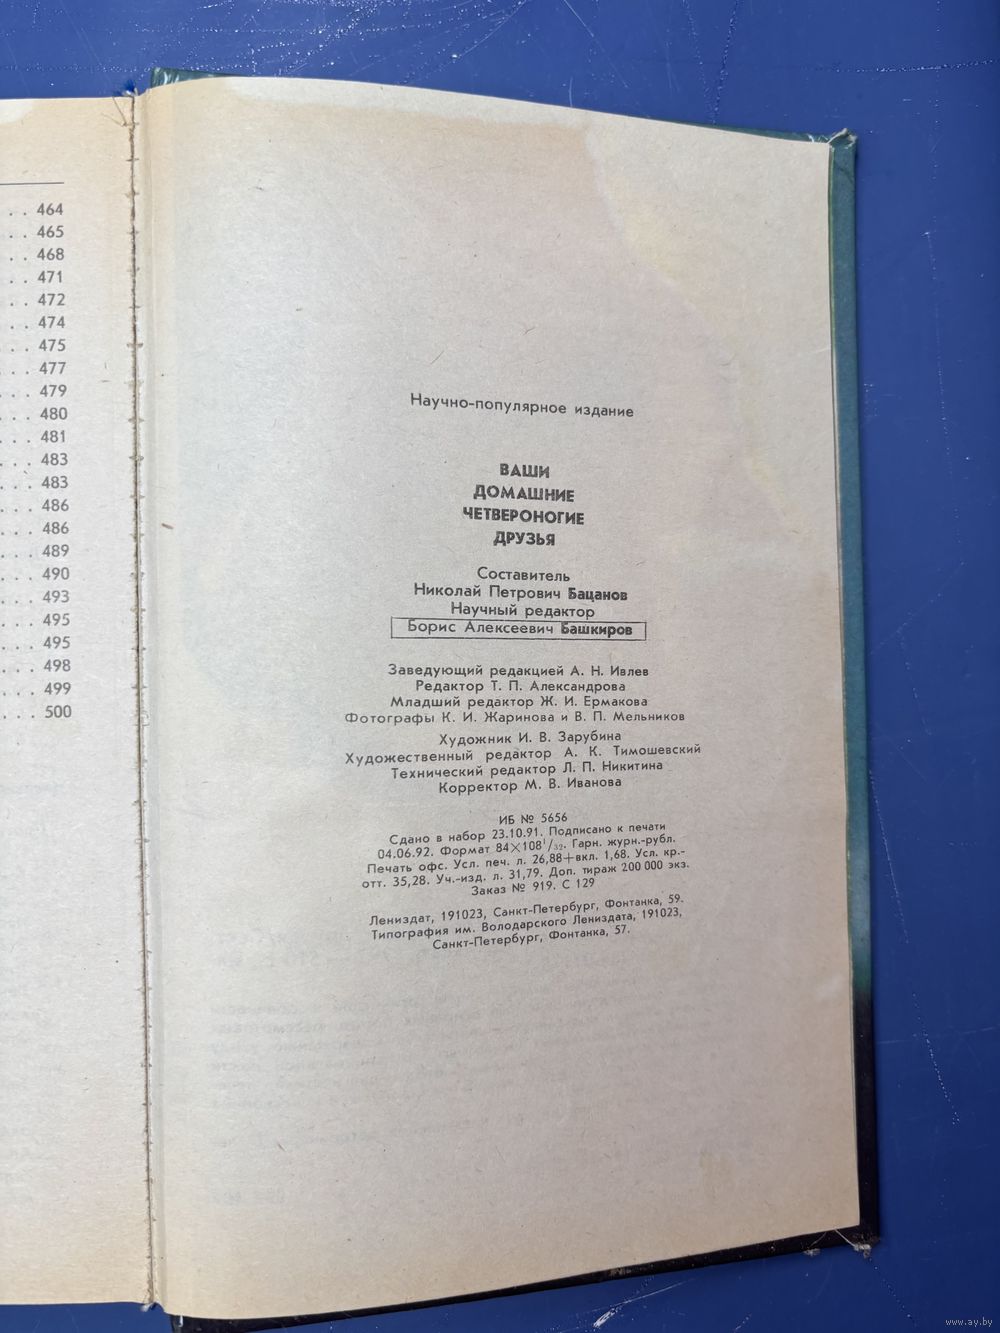 . . 464
. . 465
. . 468
. . 471
. . 472
. . 474
. . 475
. . 477
. . . 479
. . . 480
. . . 481
. . . 483
. . . 483
. . . 486
. . . 486
. . . 489
. . . 490
. . . 493
. . . 495
. . . 495
. . . 498
. . . 499
. . . . 500
Научно-популярное издание
ВАШИ
ДОМАШНИЕ
ЧЕТВЕРОНОГИЕ
ДРУЗЬЯ
Составитель
Николай Петрович Бацанов
Научный редактор
Борис Алексеевич Башкиров
Заведующий редакцией А. Н. Ивлев
Редактор Т. П. Александрова
Младший редактор Ж. И. Ермакова
Фотографы К. И. Жаринова и В. П. Мельников
Художник И. В. Зарубина
Художественный редактор А. К. Тимошевский
Технический редактор Л. П. Никитина
Корректор М. В. Иванова
ИБ № 5656
Сдано в набор 23.10.91. Подписано к печати
04.06.92. Формат 84×108¹/₃₂. Гарн. журн.-рубл.
Печать офс. Усл. печ. л. 26,88+вкл. 1,68. Усл. кр.-
отт. 35,28. Уч.-изд. л. 31,79. Доп. тираж 200 000 экз.
Заказ № 919. С 129
Лениздат, 191023, Санкт-Петербург, Фонтанка, 59.
Типография им. Володарского Лениздата, 191023,
Санкт-Петербург, Фонтанка, 57.
www.ay.by